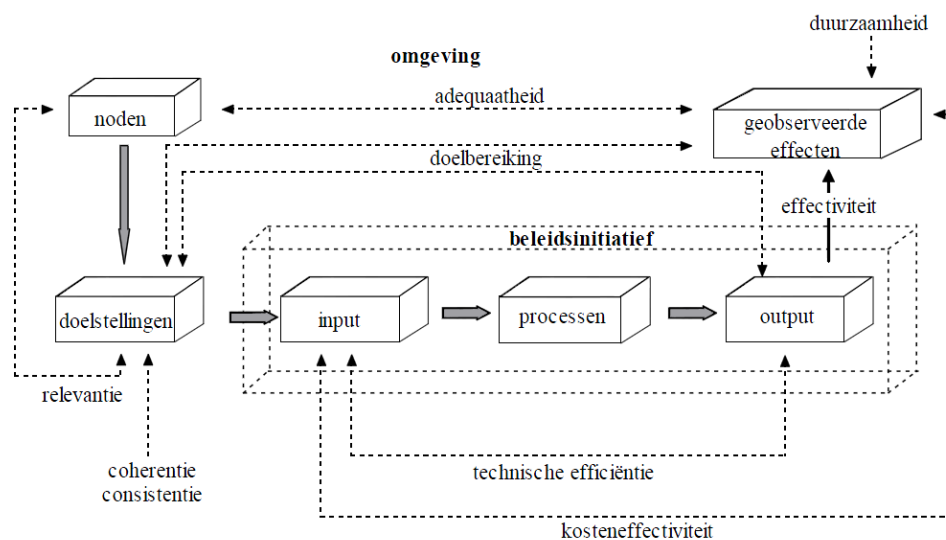 duurzaamheid
omgeving
adequaatheid
noden
geobserveerde
effecten
doelbereiking
effectiviteit
beleidsinitiatief
doelstellingen
input
processen
output
relevantie
coherentie
consistentie
technische efficiëntie
kosteneffectiviteit